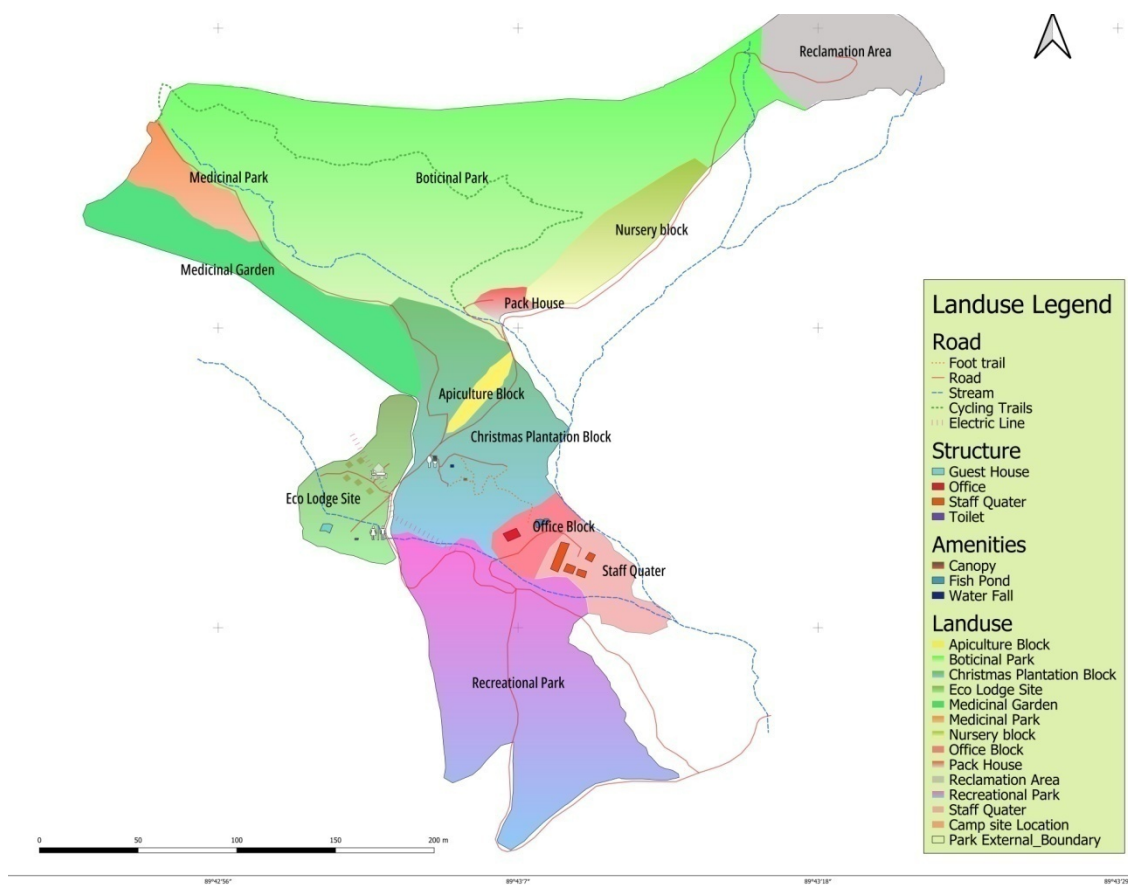 Reclamation Area
Medicinal Park
Boticinal Park
Nursery block
Medicinal Garden
Pack House
Apiculture Block
Christmas Plantation Block
Eco Lodge Site
Office Block
Staff Quater
Recreational Park
Landuse Legend
Road
Foot trail
Road
Stream
Cycling Trails
Electric Line
Structure
Guest House
Office
Staff Quater
Toilet
Amenities
Canopy
Fish Pond
Water Fall
Landuse
Apiculture Block
Boticinal Park
Christmas Plantation Block
Eco Lodge Site
Medicinal Garden
Medicinal Park
Nursery block
Office Block
Pack House
Reclamation Area
Recreational Park
Staff Quater
Camp site Location
Park External_Boundary
0 50 100 150 200 m
89°42'56" 89°43'7" 89°43'18" 89°43'29"